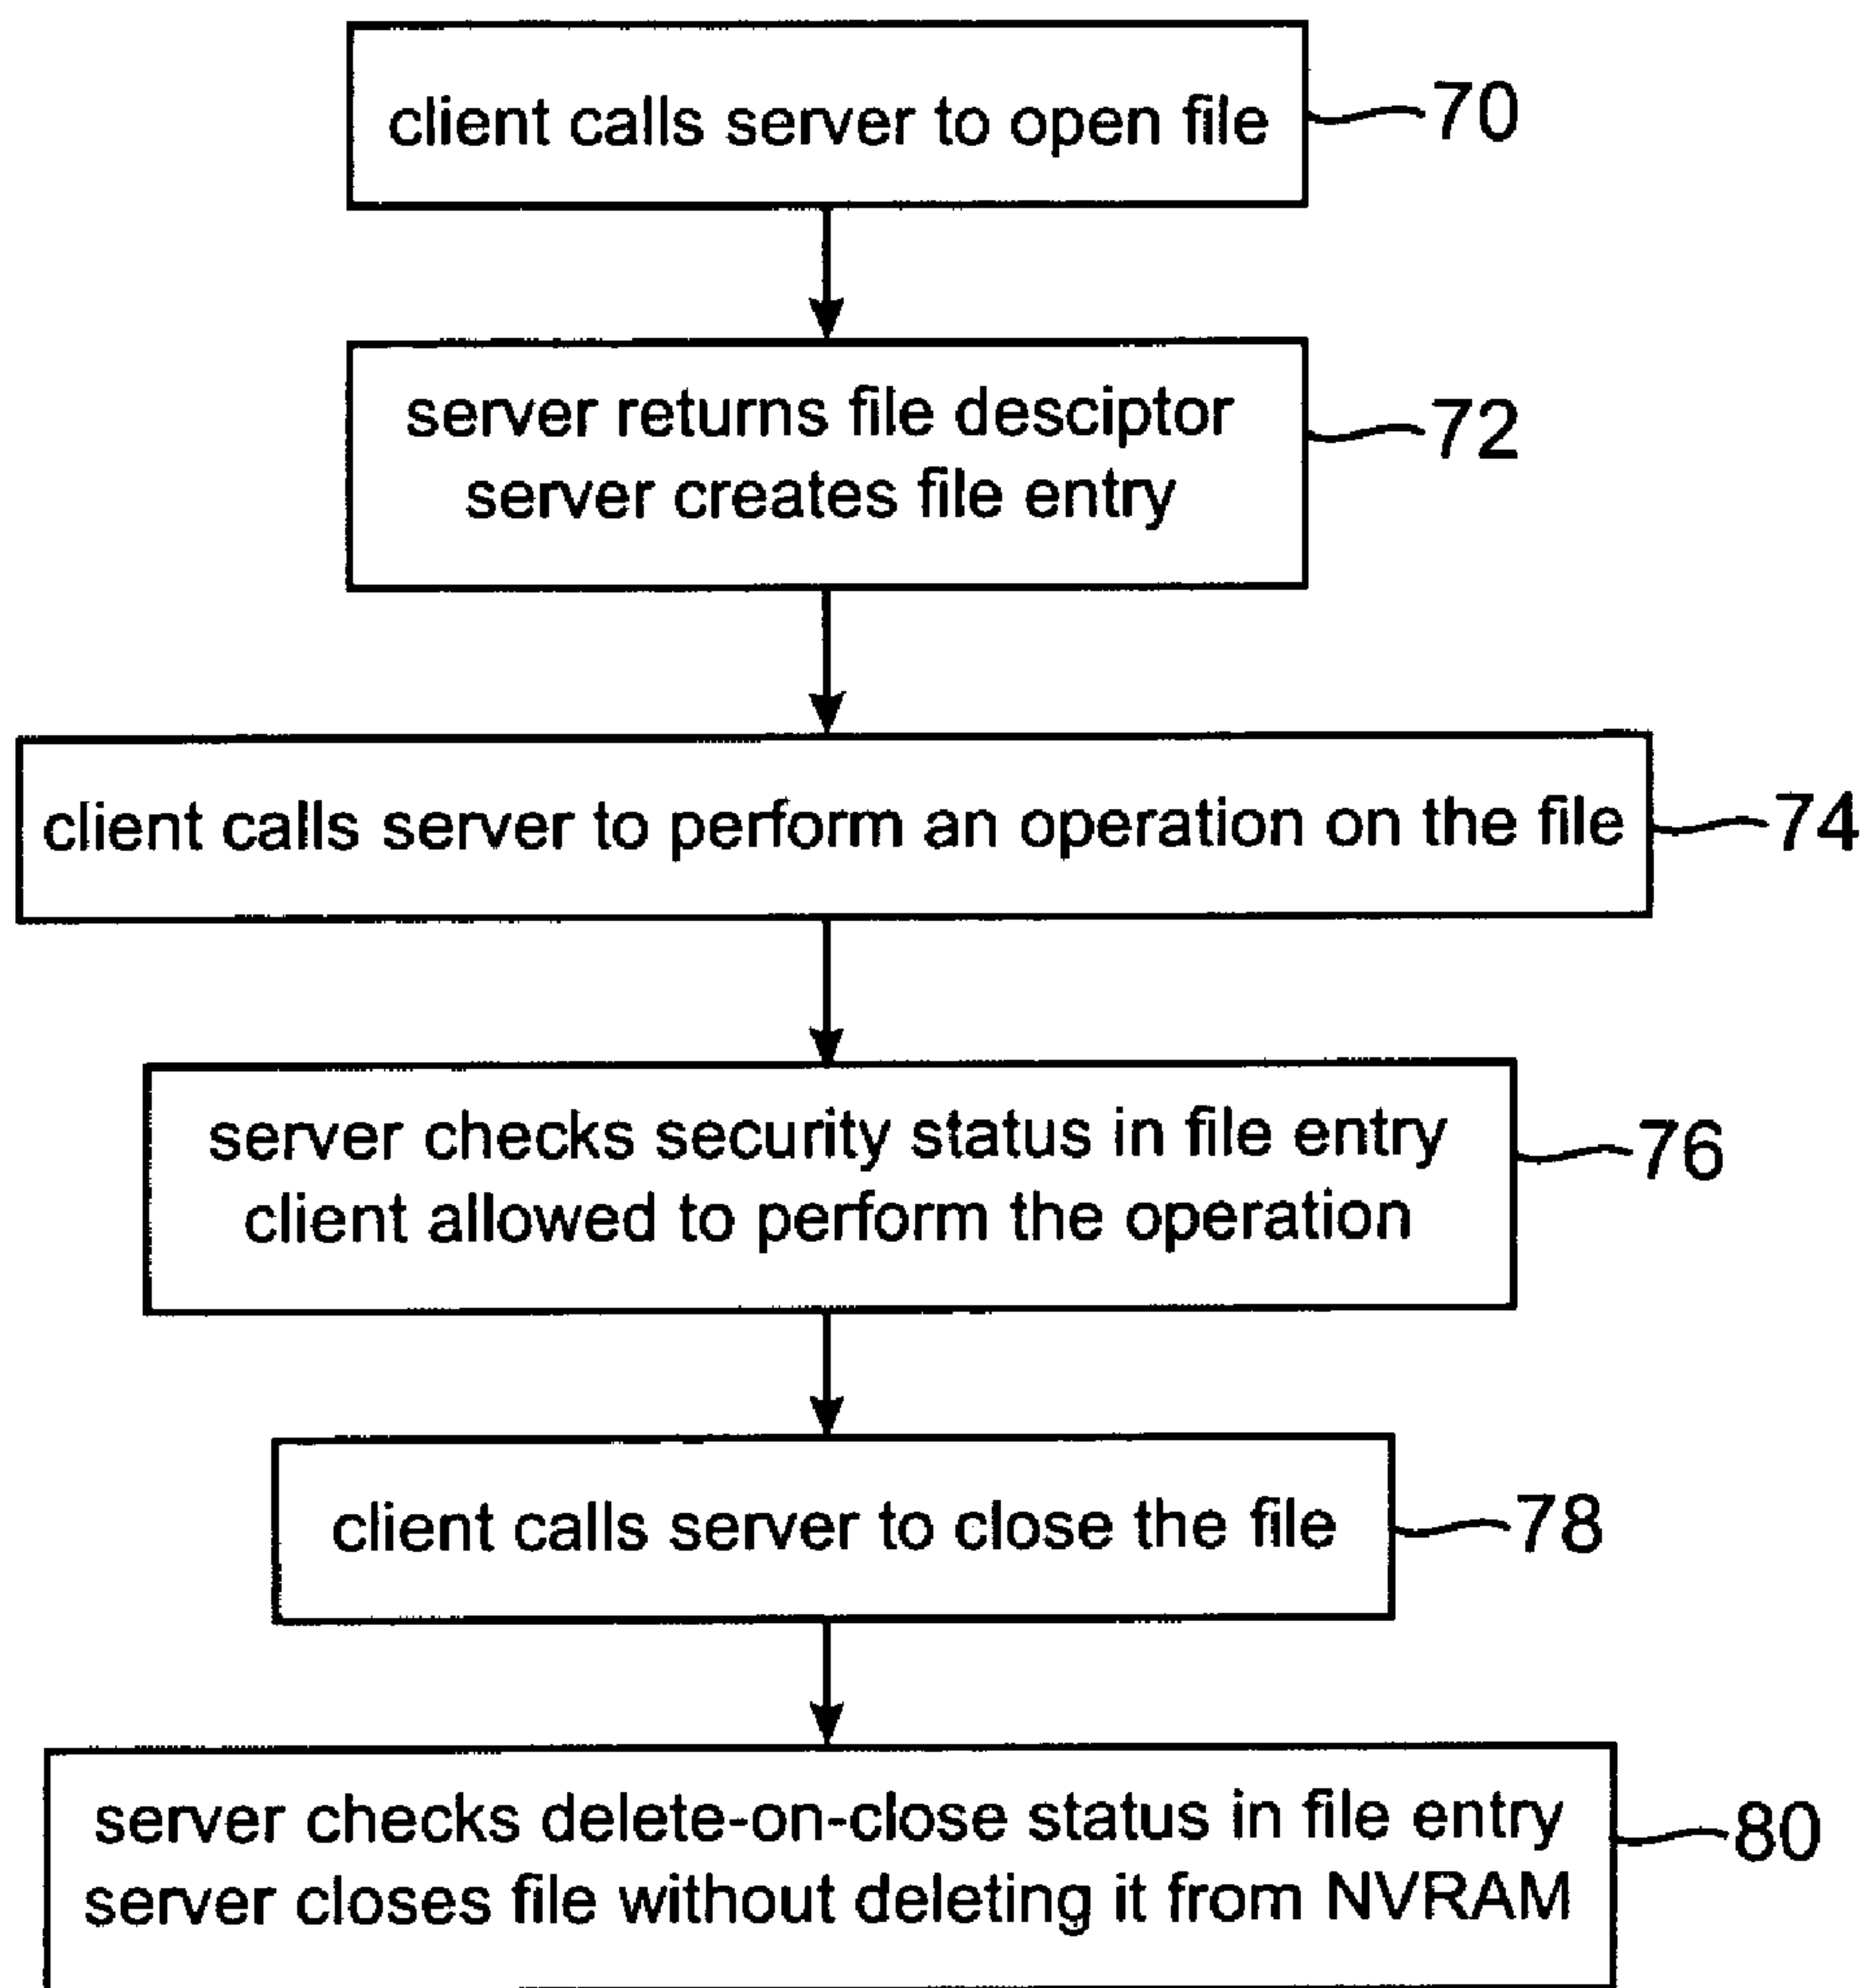 client calls server to open file
70
server returns file desciptor
server creates file entry
72
client calls server to perform an operation on the file
74
server checks security status in file entry
client allowed to perform the operation
76
client calls server to close the file
78
server checks delete-on-close status in file entry
server closes file without deleting it from NVRAM
80